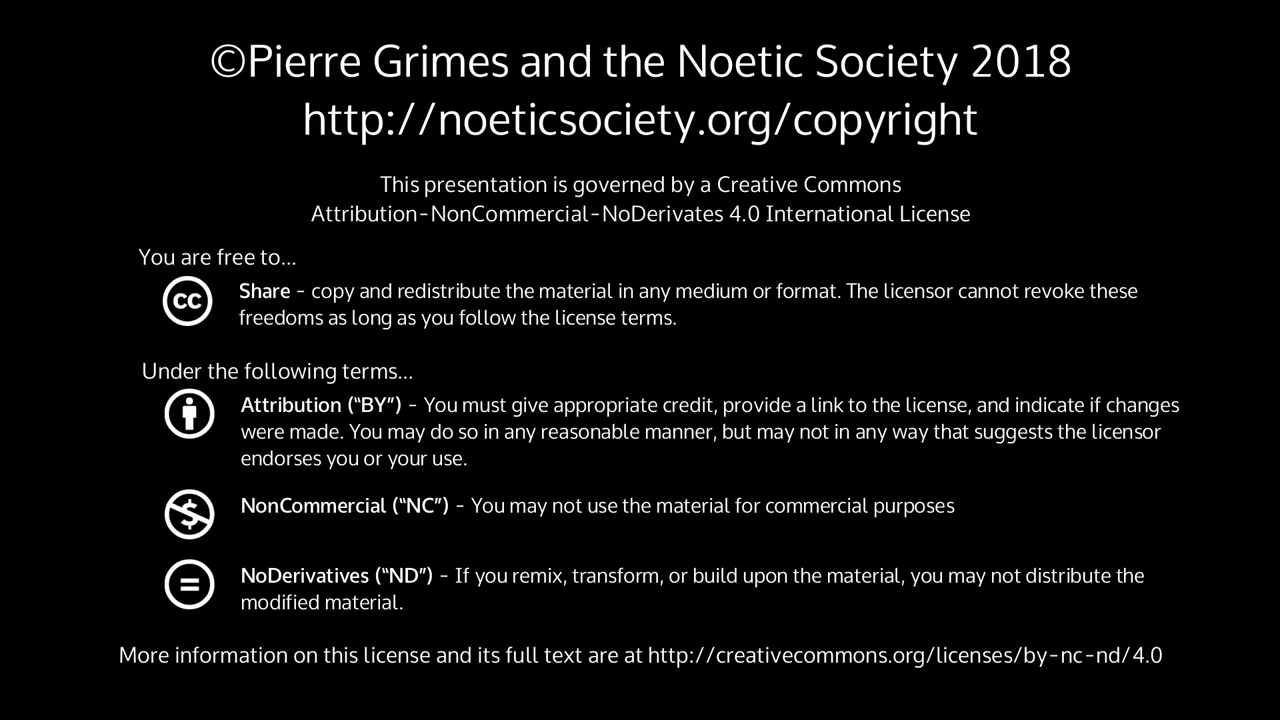 ©Pierre Grimes and the Noetic Society 2018
http://noeticsociety.org/copyright
This presentation is governed by a Creative Commons
Attribution-NonCommercial-NoDerivates 4.0 International License
You are free to...
cc
Share - copy and redistribute the material in any medium or format. The licensor cannot revoke these
freedoms as long as you follow the license terms.
Under the following terms...
Attribution (“BY”) - You must give appropriate credit, provide a link to the license, and indicate if changes
were made. You may do so in any reasonable manner, but may not in any way that suggests the licensor
endorses you or your use.
$
NonCommercial (“NC”) - You may not use the material for commercial purposes
=
NoDerivatives (“ND”) - If you remix, transform, or build upon the material, you may not distribute the
modified material.
More information on this license and its full text are at http://creativecommons.org/licenses/by-nc-nd/4.0